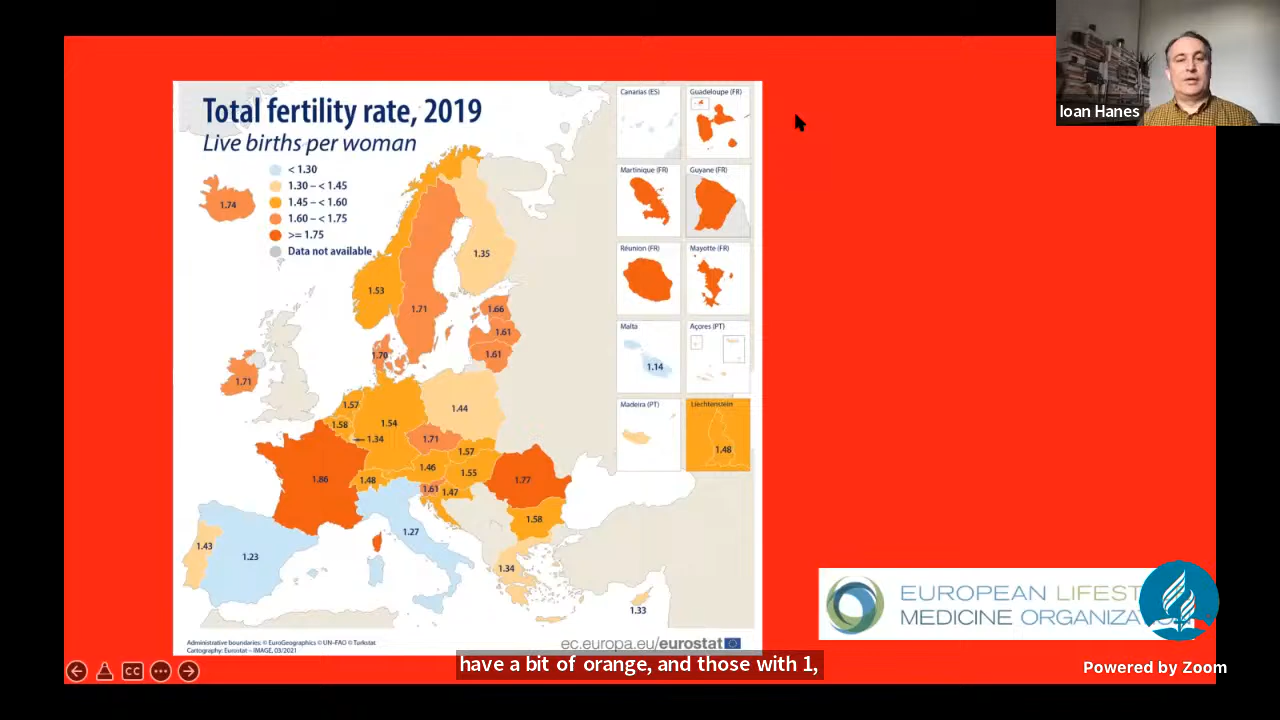 Total fertility rate, 2019
Live births per woman
< 1.30
1.30 – < 1.45
1.45 – < 1.60
1.60 – < 1.75
>= 1.75
Data not available
1.74
1.35
1.53
1.71
1.66
1.61
1.61
1.70
1.71
1.57
1.58
1.54
1.34
1.44
1.71
1.57
1.46
1.55
1.48
1.61
1.47
1.86
1.77
1.58
1.27
1.43
1.23
1.34
1.33
Canarias (ES)
Guadeloupe (FR)
Martinique (FR)
Guyane (FR)
Réunion (FR)
Mayotte (FR)
Malta
1.14
Açores (PT)
Madeira (PT)
Liechtenstein
1.48
Administrative boundaries: © EuroGeographics © UN–FAO © Turkstat
Cartography: Eurostat – IMAGE, 03/2021
ec.europa.eu/eurostat
Ioan Hanes
EUROPEAN LIFEST
MEDICINE ORGANIZA
CC
have a bit of orange, and those with 1,
Powered by Zoom